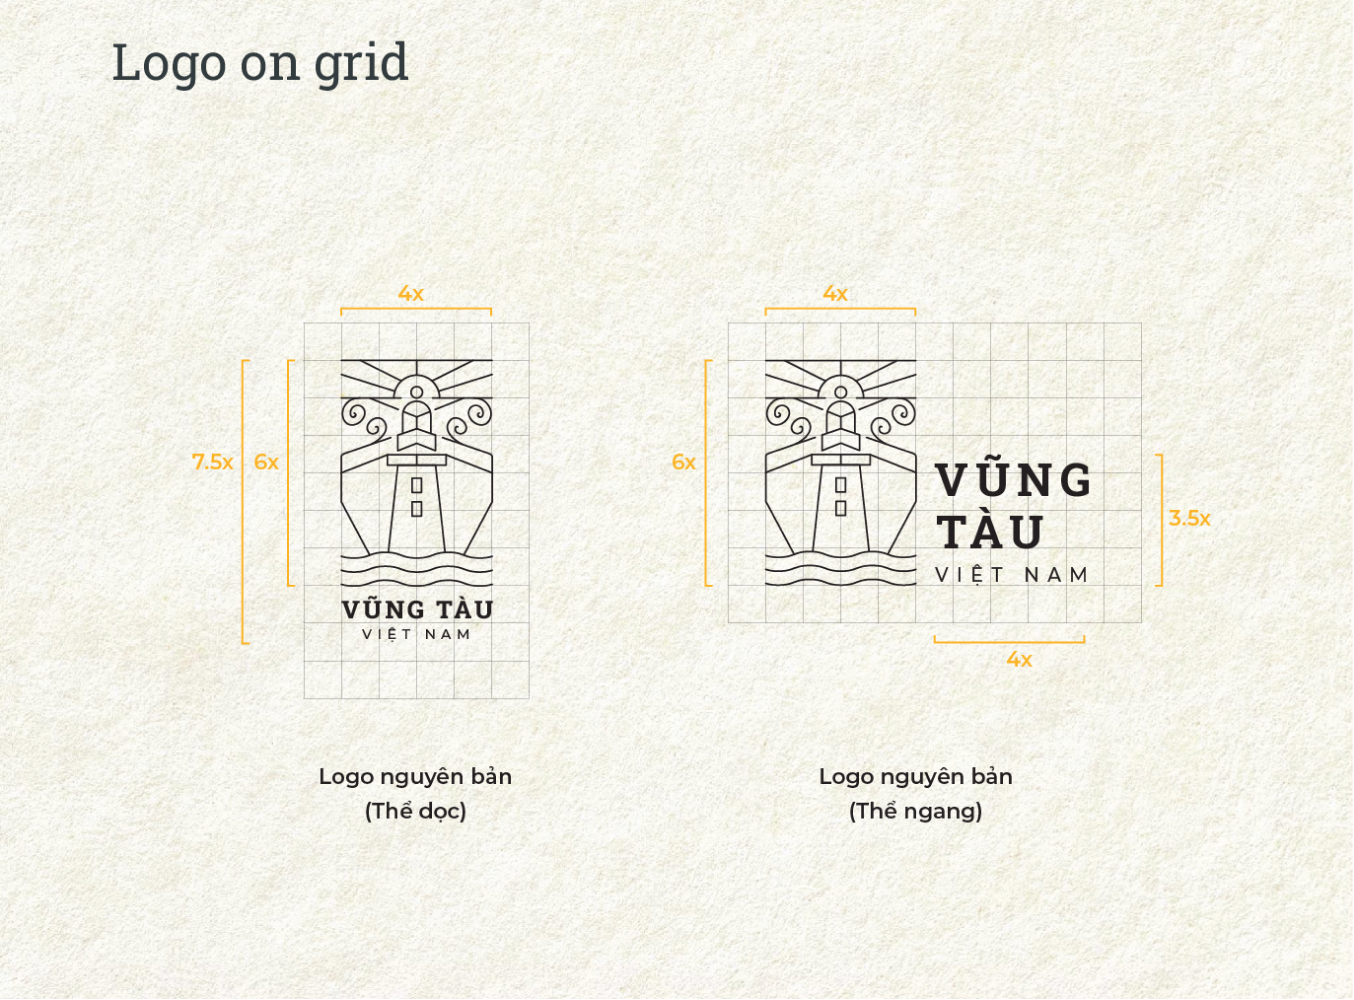 Logo on grid
4x
7.5x
6x
VŨNG TÀU
VIỆT NAM
Logo nguyên bản
(Thể dọc)
4x
6x
VŨNG
TÀU
VIỆT NAM
3.5x
4x
Logo nguyên bản
(Thể ngang)